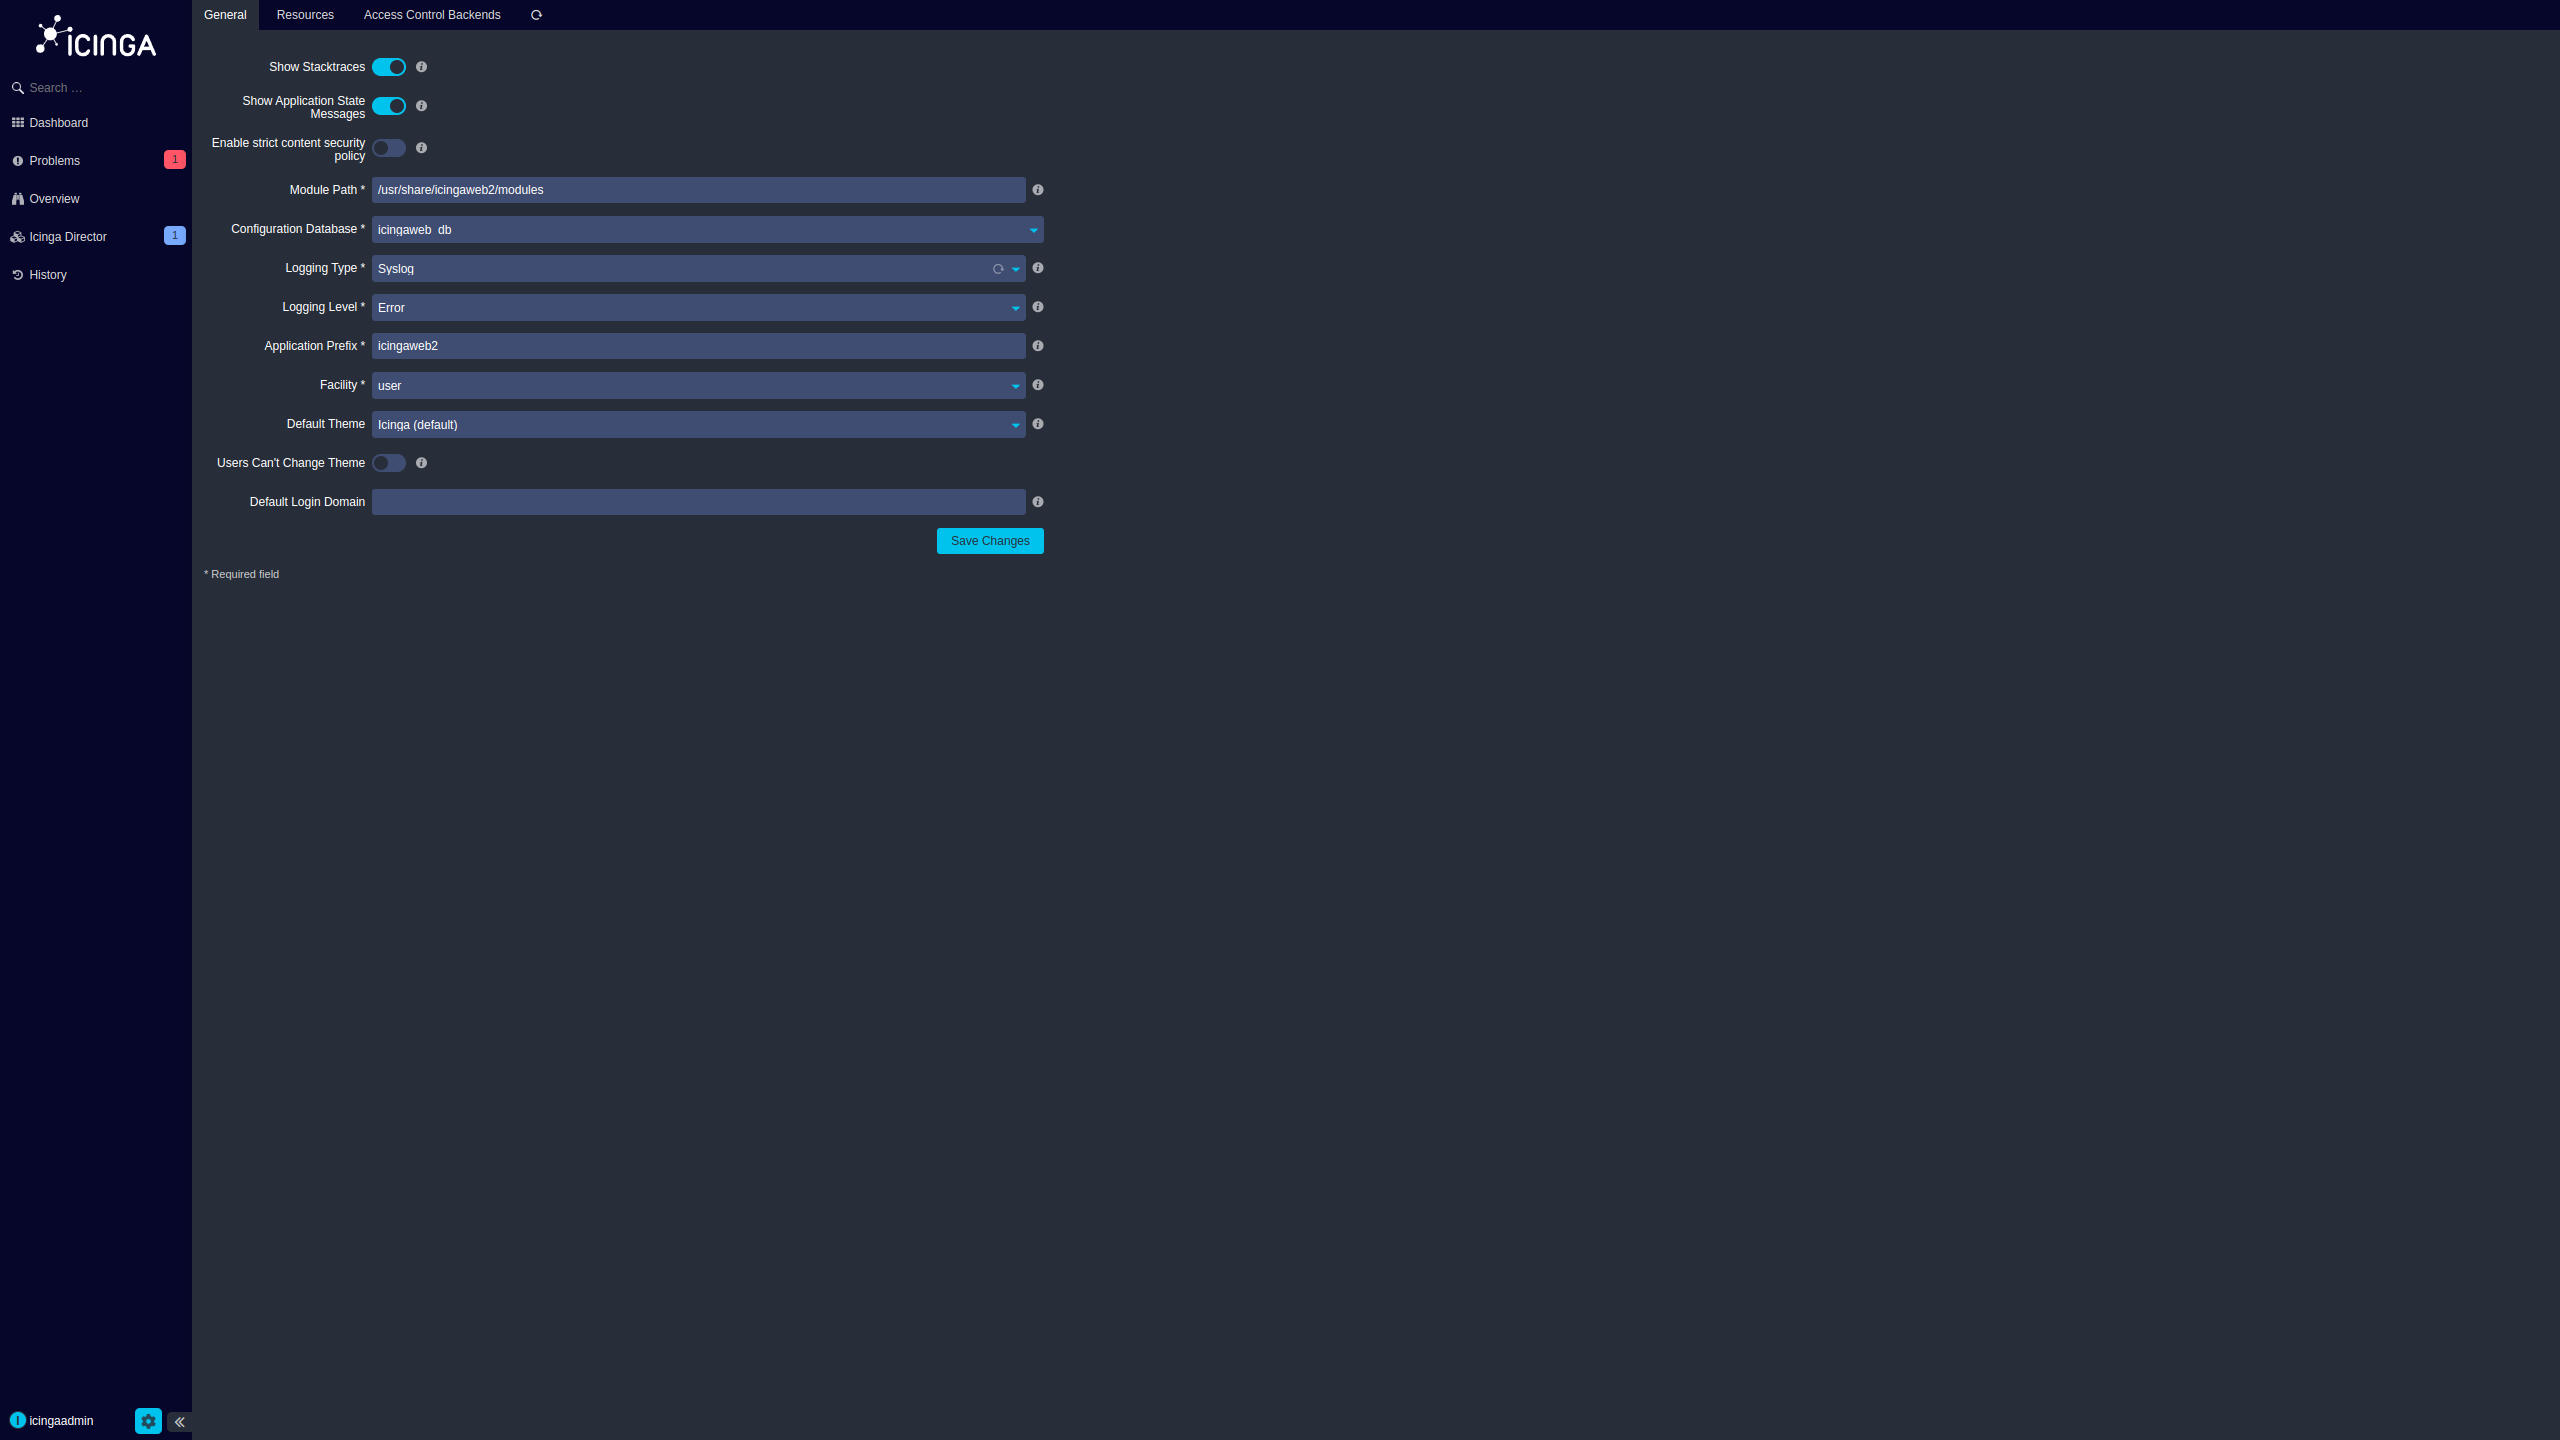 General Resources Access Control Backends
ICINGA
Search …
Dashboard
Problems 1
Overview
Icinga Director 1
History
Show Stacktraces
Show Application State
Messages
Enable strict content security
policy
Module Path * /usr/share/icingaweb2/modules
Configuration Database * icingaweb_db
Logging Type * Syslog
Logging Level * Error
Application Prefix * icingaweb2
Facility * user
Default Theme Icinga (default)
Users Can't Change Theme
Default Login Domain
Save Changes
* Required field
I icingaadmin